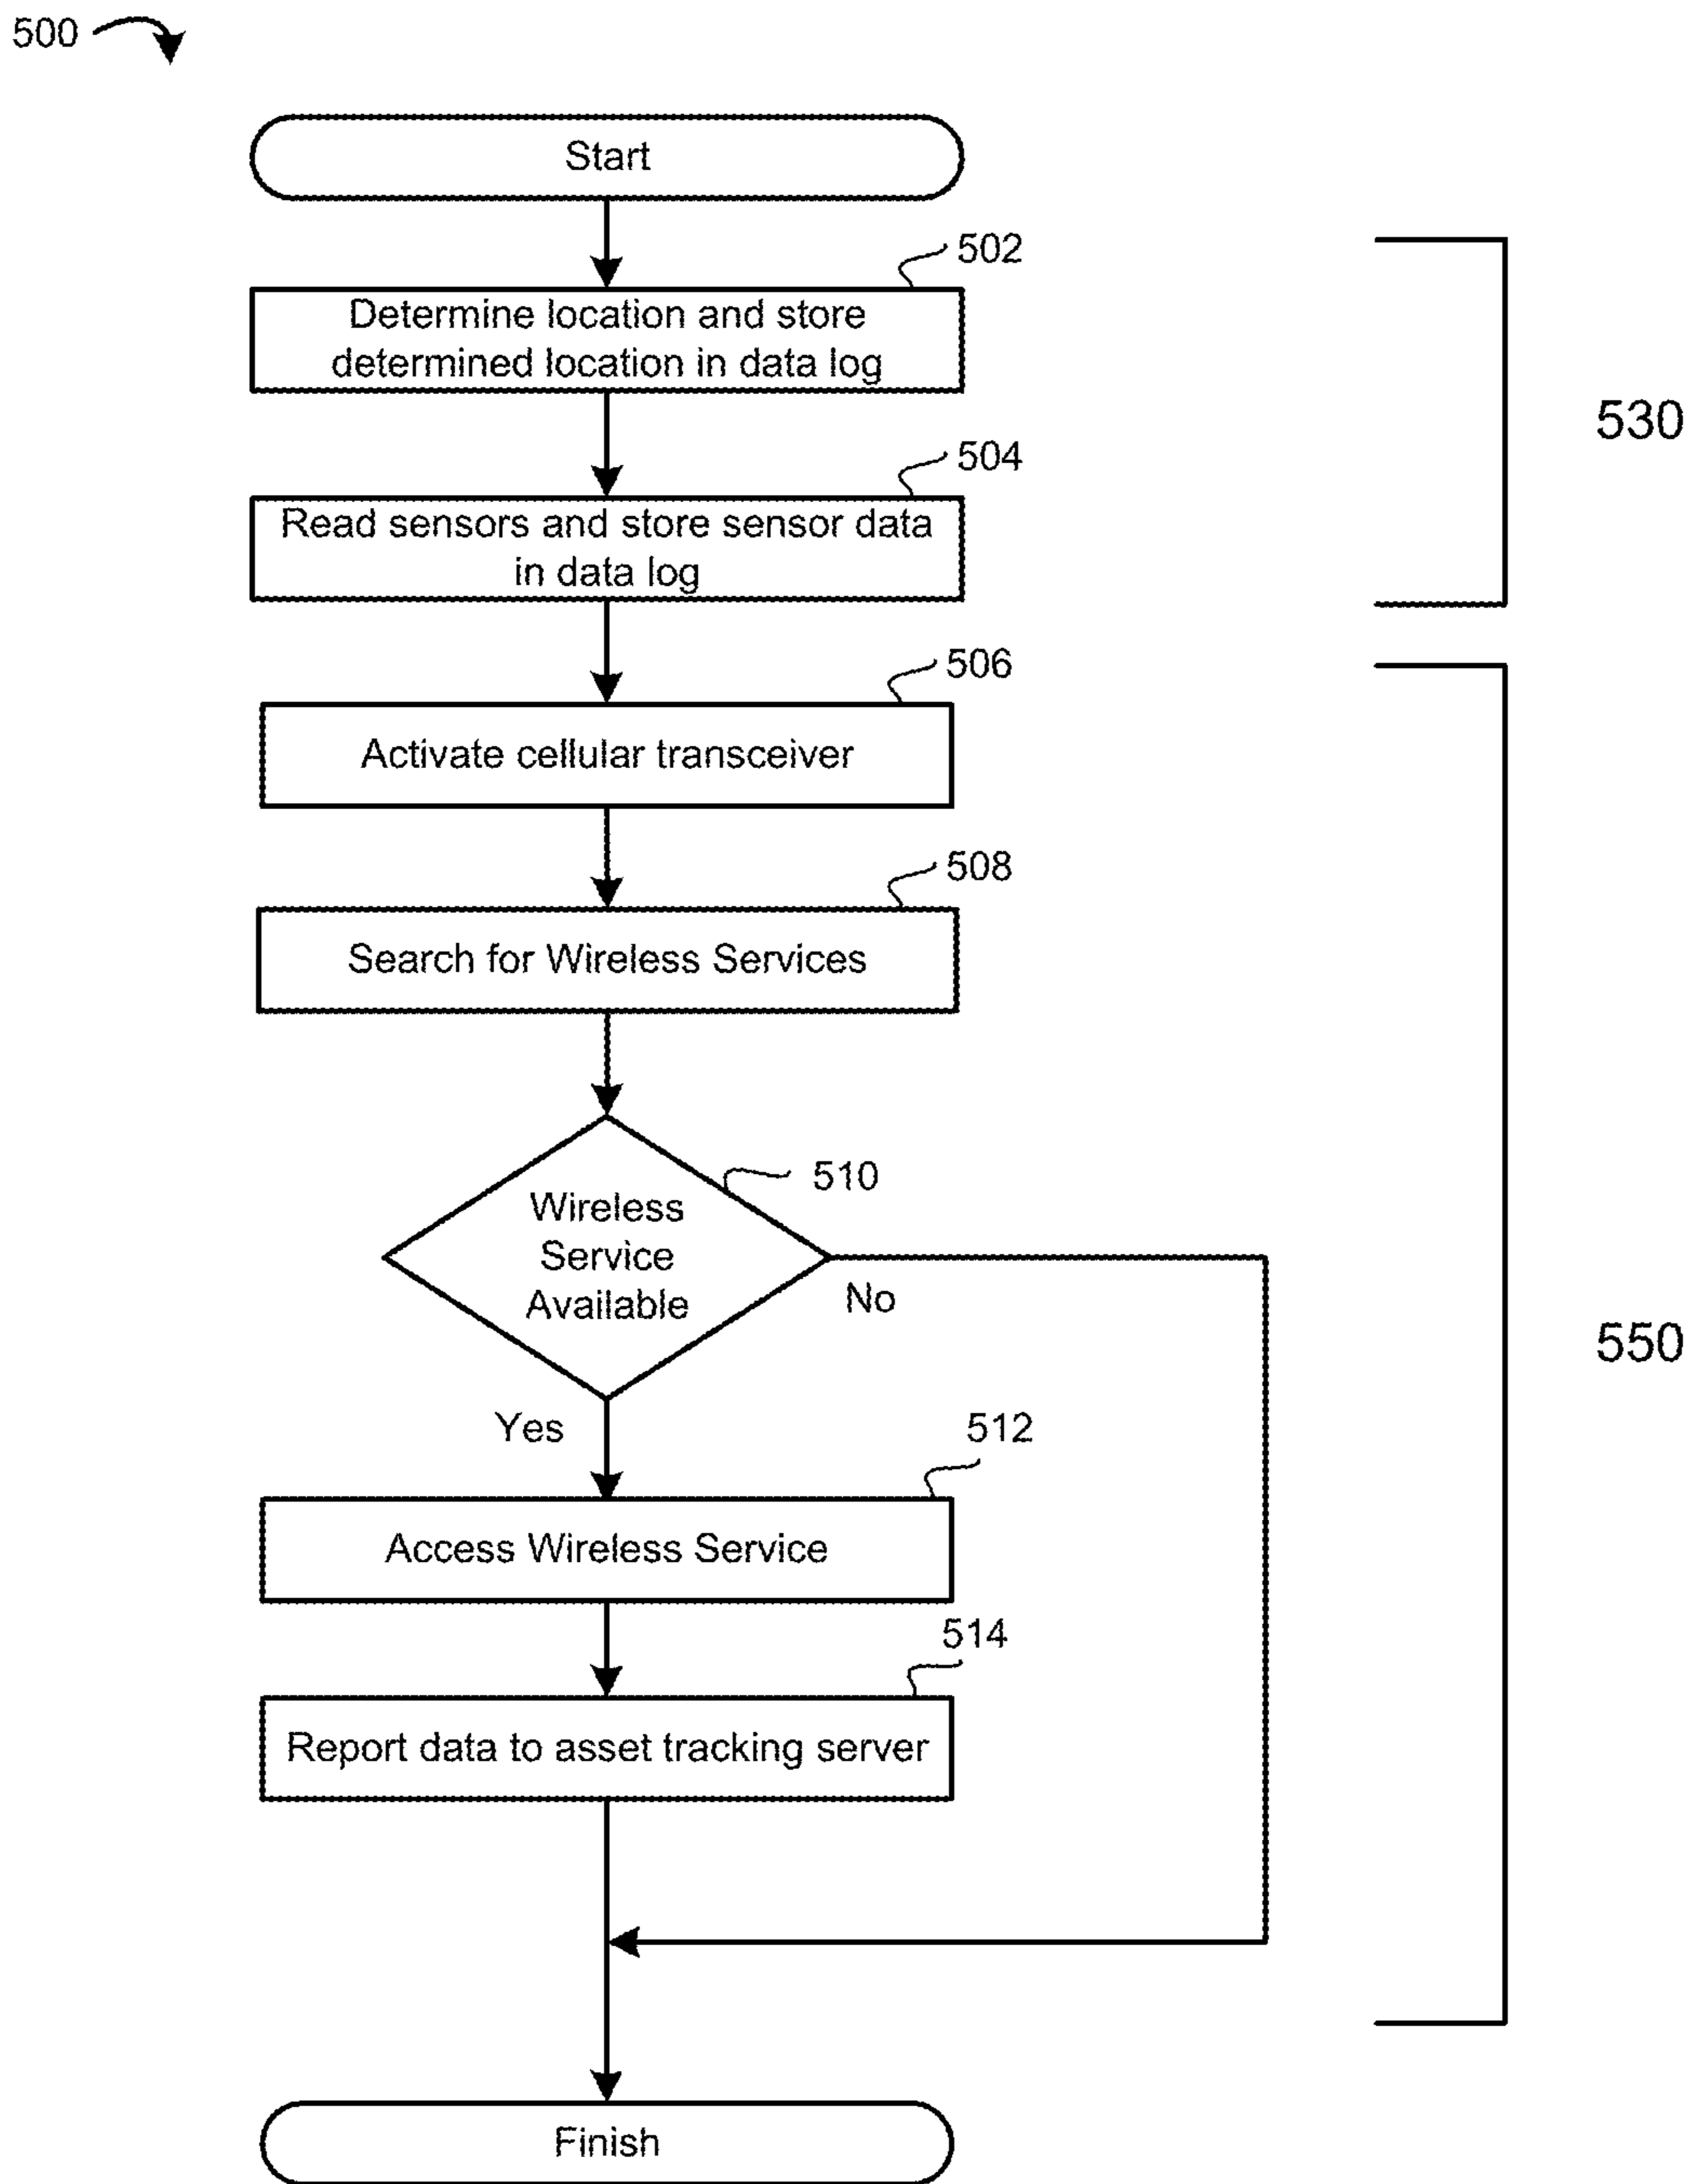 500
Start
502
Determine location and store
determined location in data log
530
504
Read sensors and store sensor data
in data log
506
Activate cellular transceiver
508
Search for Wireless Services
510
Wireless
Service
Available
No
550
Yes
512
Access Wireless Service
514
Report data to asset tracking server
Finish